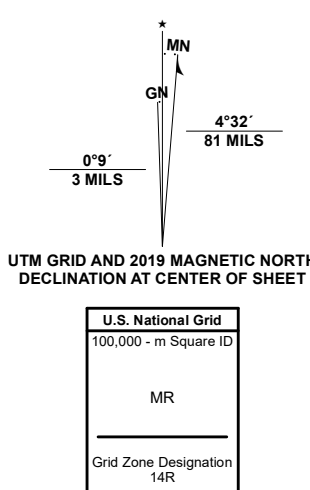 ★
MN
GN
4°32´
81 MILS
0°9´
3 MILS
UTM GRID AND 2019 MAGNETIC NORTH
DECLINATION AT CENTER OF SHEET
U.S. National Grid
100,000 - m Square ID
MR
Grid Zone Designation
14R